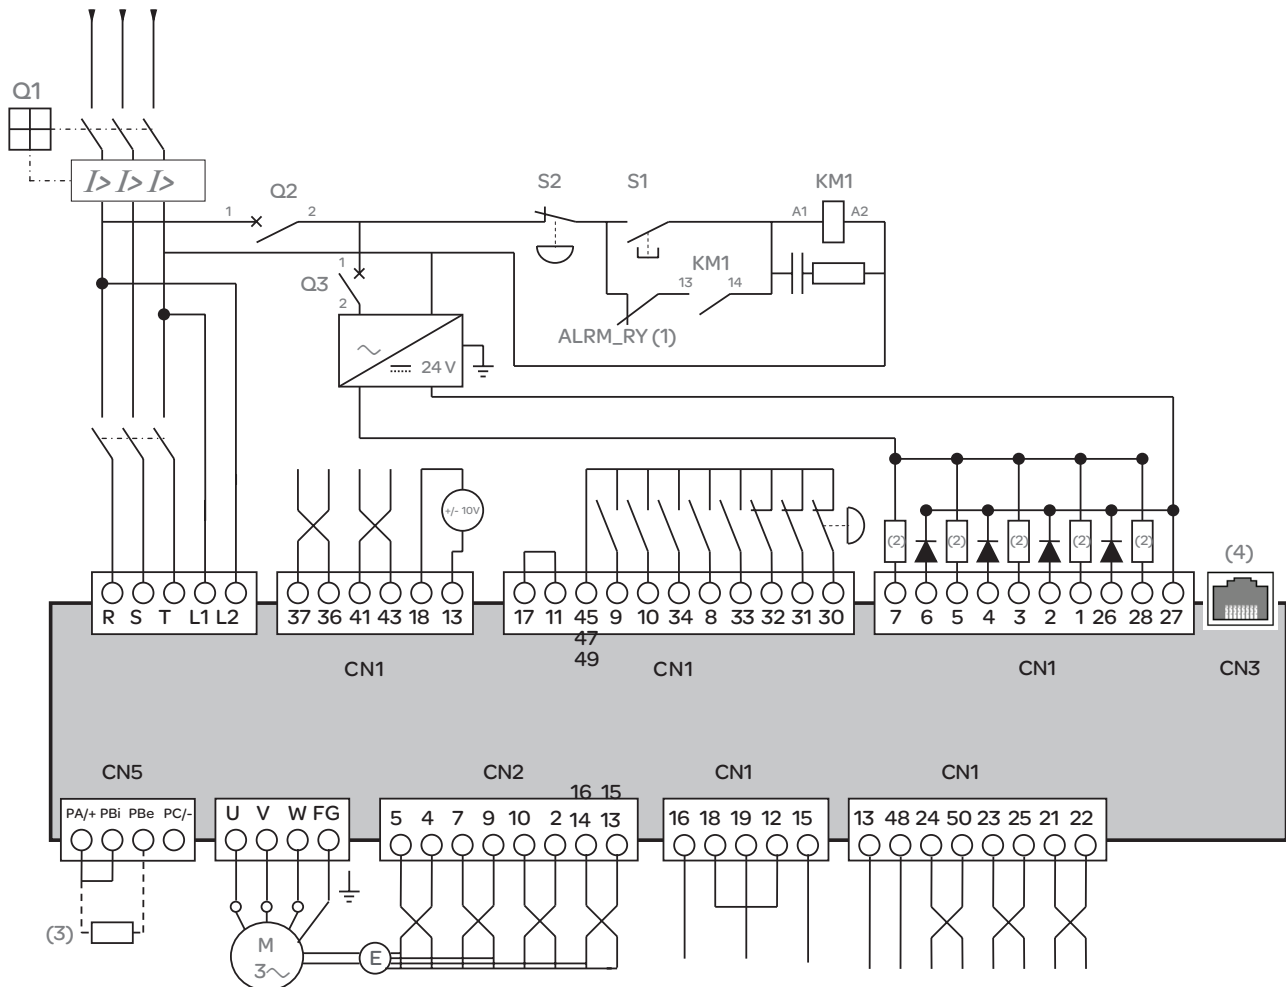 Q1
I> I> I>
1 Q2 2
S2
S1
KM1
A1 A2
KM1
13 14
ALRM_RY (1)
1
Q3
2
24 V
+/- 10V
(2) (2) (2) (2) (2)
(4)
R S T L1 L2
37 36 41 43 18 13
17 11 45 9 10 34 8 33 32 31 30
47
49
7 6 5 4 3 2 1 26 28 27
CN1
CN1
CN1
CN3
CN5
CN2
CN1
CN1
PA/+ PBi PBe PC/-
U V W FG
16 15
5 4 7 9 10 2 14 13
16 18 19 12 15
13 48 24 50 23 25 21 22
(3)
M
3~
E